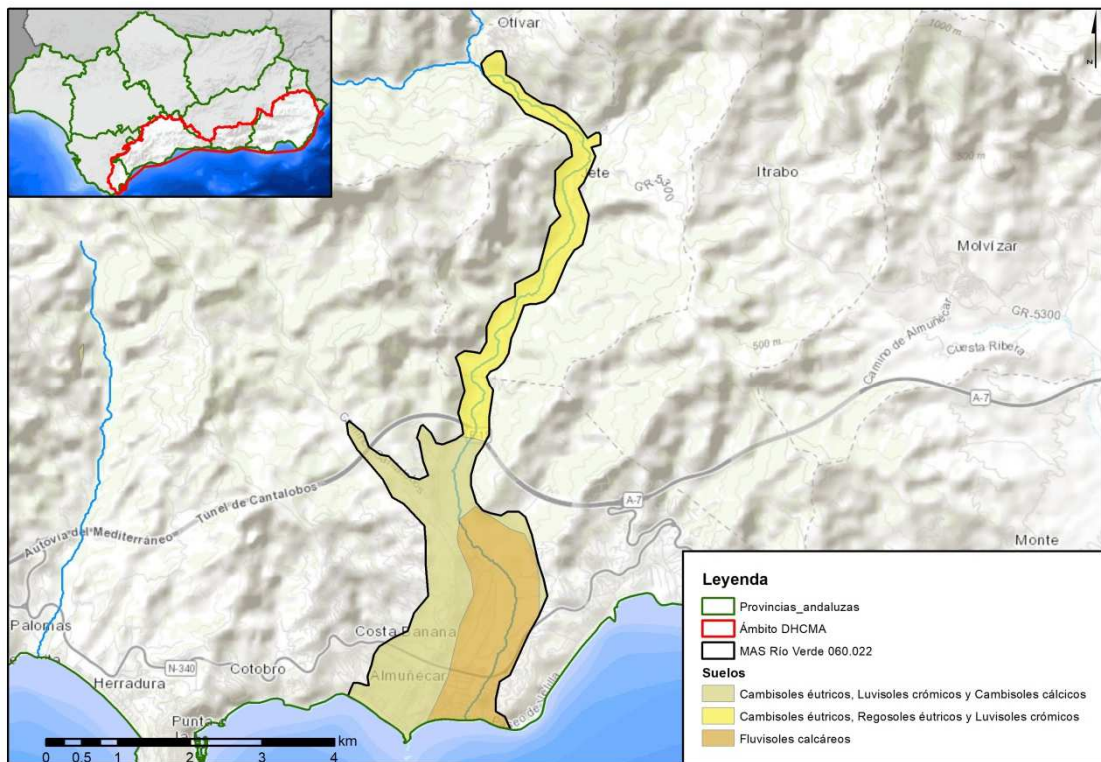 Otívar
1000 m
z
Jete
GR-5300
500 m
Itrabo
Molvízar
GR-5300
Camino de Almuñécar
Cuesta Ribera
500 m
A-7
Túnel de Cantalobos
A-7
Autovía del Mediterráneo
Monte
Palomas
Costa Banana
N-340
Cotobro
Almuñécar
Herradura
Punta
0 0.5 1 2 3 4
km
Leyenda
Provincias_andaluzas
Ámbito DHCMA
MAS Río Verde 060.022
Suelos
Cambisoles éutricos, Luvisoles crómicos y Cambisoles cálcicos
Cambisoles éutricos, Regosoles éutricos y Luvisoles crómicos
Fluvisoles calcáreos